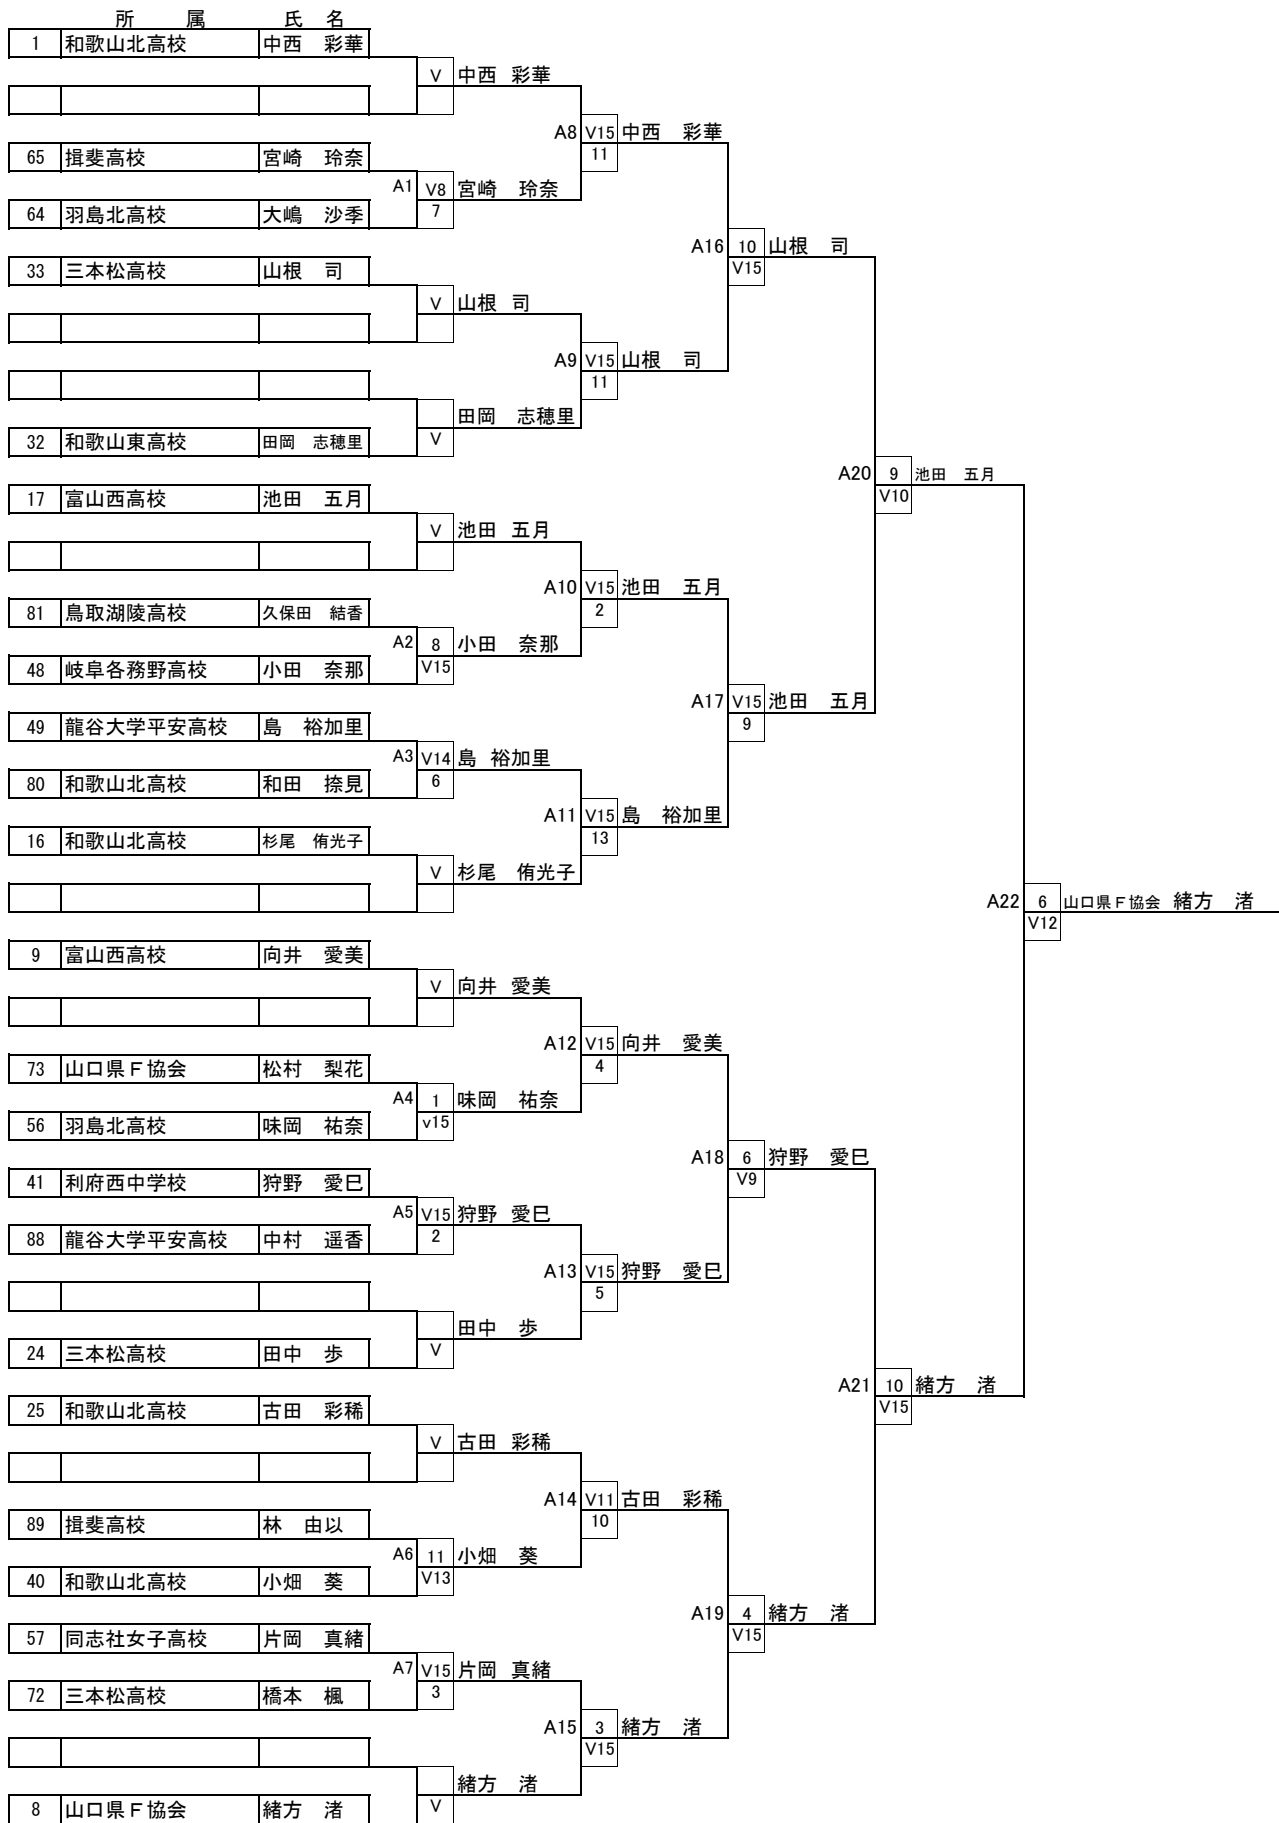 所　属　氏 名
1 和歌山北高校 中西　彩華
V 中西 彩華
A8 V15 中西　彩華
11
65 揖斐高校 宮崎　玲奈
A1 V8 宮崎　玲奈
7
64 羽島北高校 大嶋　沙季
A16 10 山根　司
V15
33 三本松高校 山根　司
V 山根 司
A9 V15 山根　司
11
田岡　志穂里
V
32 和歌山東高校 田岡　志穂里
A20 9 池田　五月
V10
17 富山西高校 池田　五月
V 池田 五月
A10 V15 池田　五月
2
81 鳥取湖陵高校 久保田　結香
A2 8 小田　奈那
V15
48 岐阜各務野高校 小田　奈那
A17 V15 池田　五月
9
49 龍谷大学平安高校 島　裕加里
A3 V14 島 裕加里
6
80 和歌山北高校 和田　捺見
A11 V15 島　裕加里
13
16 和歌山北高校 杉尾　侑光子
V 杉尾　侑光子
A22 6 山口県F協会 緒方　渚
V12
9 富山西高校 向井　愛美
V 向井 愛美
A12 V15 向井　愛美
4
73 山口県F協会 松村　梨花
A4 1 味岡　祐奈
v15
56 羽島北高校 味岡　祐奈
A18 6 狩野　愛巳
V9
41 利府西中学校 狩野　愛巳
A5 V15 狩野 愛巳
2
88 龍谷大学平安高校 中村　遥香
A13 V15 狩野　愛巳
5
田中　歩
V
24 三本松高校 田中　歩
A21 10 緒方　渚
V15
25 和歌山北高校 古田　彩稀
V 古田 彩稀
A14 V11 古田　彩稀
10
89 揖斐高校 林　由以
A6 11 小畑　葵
V13
40 和歌山北高校 小畑　葵
A19 4 緒方　渚
V15
57 同志社女子高校 片岡　真緒
A7 V15 片岡 真緒
3
72 三本松高校 橋本　楓
A15 3 緒方　渚
V15
緒方　渚
V
8 山口県F協会 緒方　渚